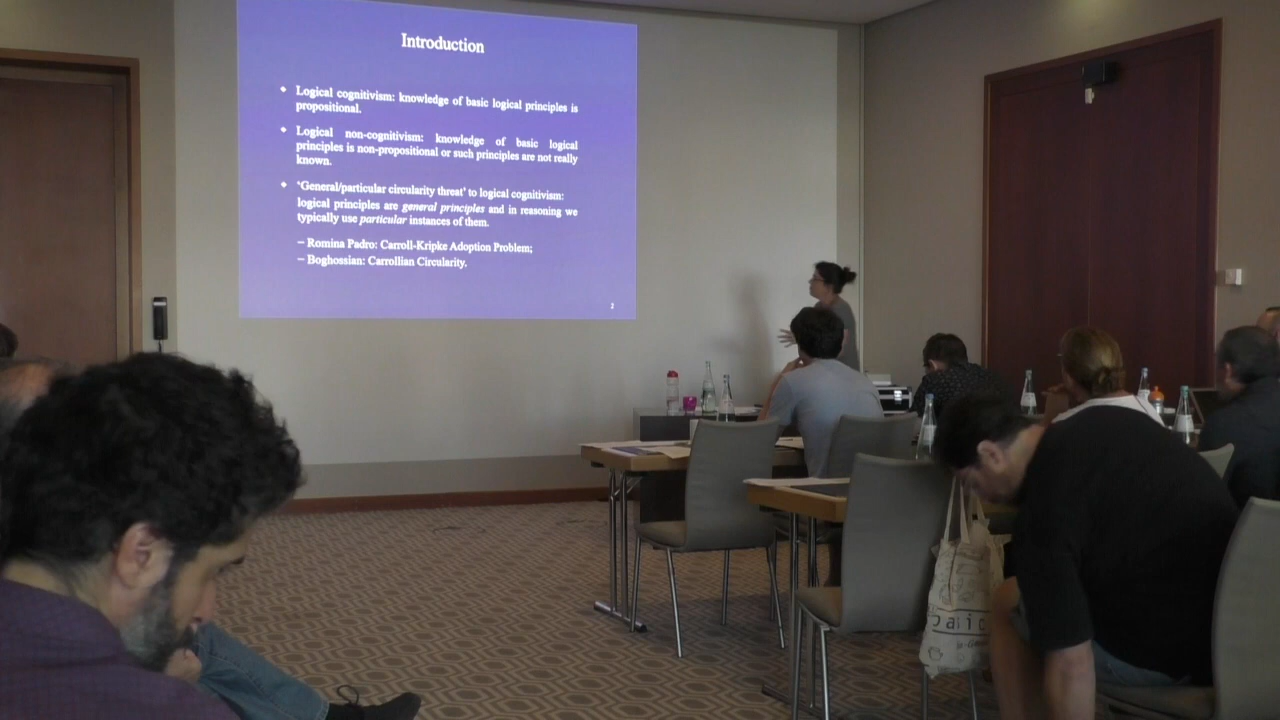 Introduction
Logical cognitivism: knowledge of basic logical principles is
propositional.
Logical non-cognitivism: knowledge of basic logical
principles is non-propositional or such principles are not really
known.
‘General/particular circularity threat’ to logical cognitivism:
logical principles are general principles and in reasoning we
typically use particular instances of them.
– Romina Padro: Carroll-Kripke Adoption Problem;
– Boghossian: Carrollian Circularity.
2